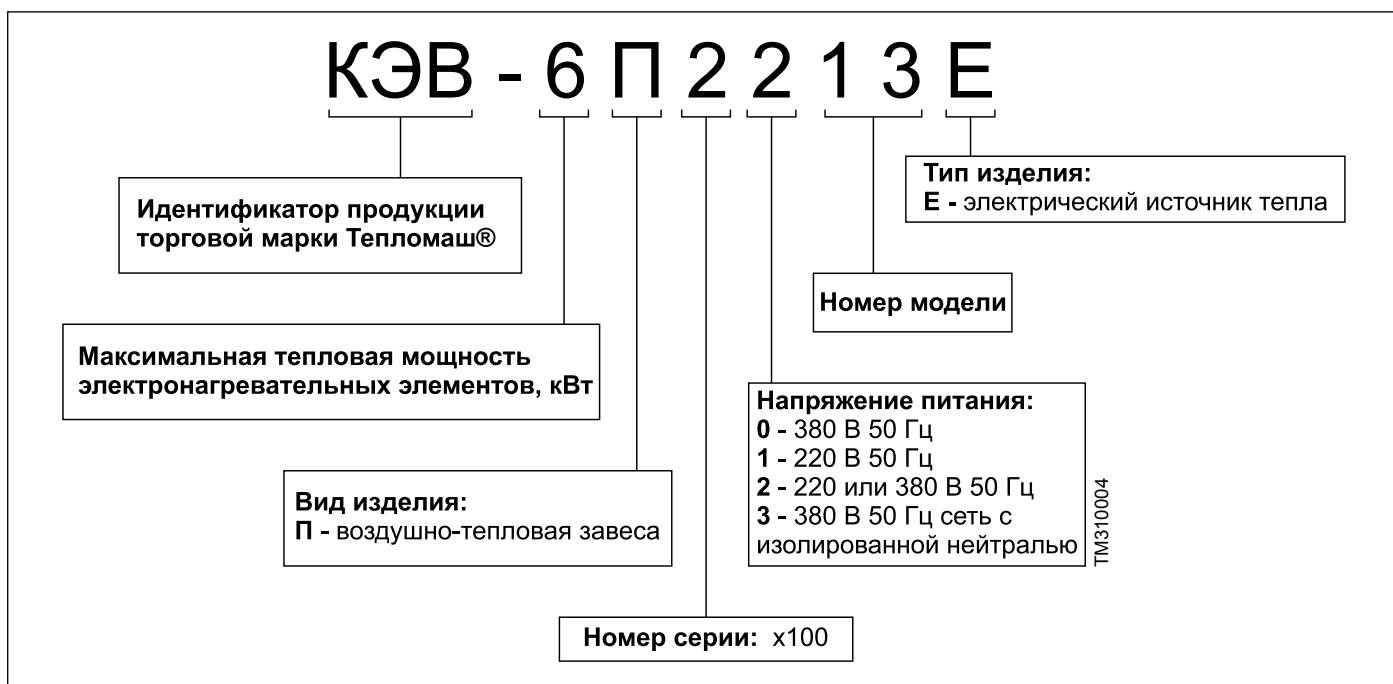 КЭВ - 6 П 2 2 1 3 Е
Тип изделия:
Е - электрический источник тепла
Идентификатор продукции
торговой марки Тепломаш®
Номер модели
Максимальная тепловая мощность
электронагревательных элементов, кВт
Напряжение питания:
0 - 380 В 50 Гц
1 - 220 В 50 Гц
2 - 220 или 380 В 50 Гц
3 - 380 В 50 Гц сеть с
изолированной нейтралью
Вид изделия:
П - воздушно-тепловая завеса
ТМ310004
Номер серии: х100